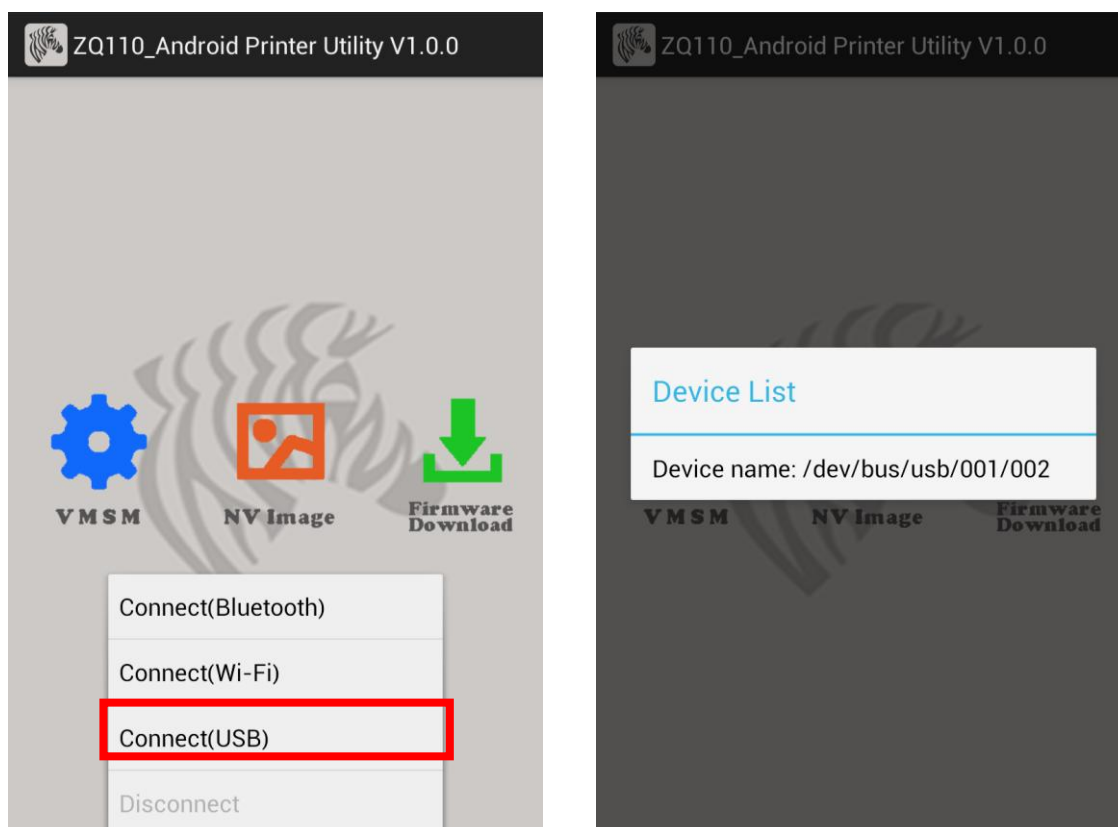 ZQ110_Android Printer Utility V1.0.0
VMSM
NV Image
Firmware
Download
Connect(Bluetooth)
Connect(Wi-Fi)
Connect(USB)
Disconnect
ZQ110_Android Printer Utility V1.0.0
Device List
Device name: /dev/bus/usb/001/002
VMSM
NV Image
Firmware
Download